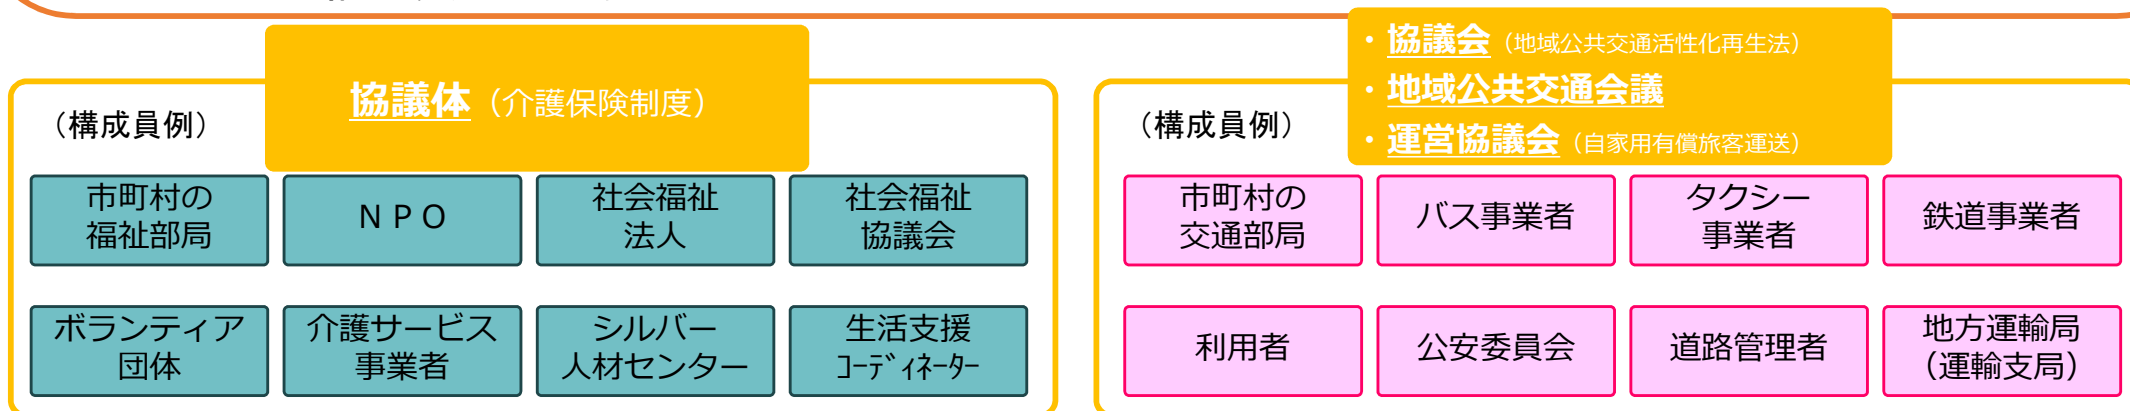 協議体（介護保険制度）
（構成員例）
市町村の
福祉部局
ＮＰＯ
社会福祉
法人
社会福祉
協議会
ボランティア
団体
介護サービス
事業者
シルバー
人材センター
生活支援
ｺｰﾃﾞｨﾈｰﾀｰ
・協議会（地域公共交通活性化再生法）
・地域公共交通会議
・運営協議会（自家用有償旅客運送）
（構成員例）
市町村の
交通部局
バス事業者
タクシー
事業者
鉄道事業者
利用者
公安委員会
道路管理者
地方運輸局
（運輸支局）